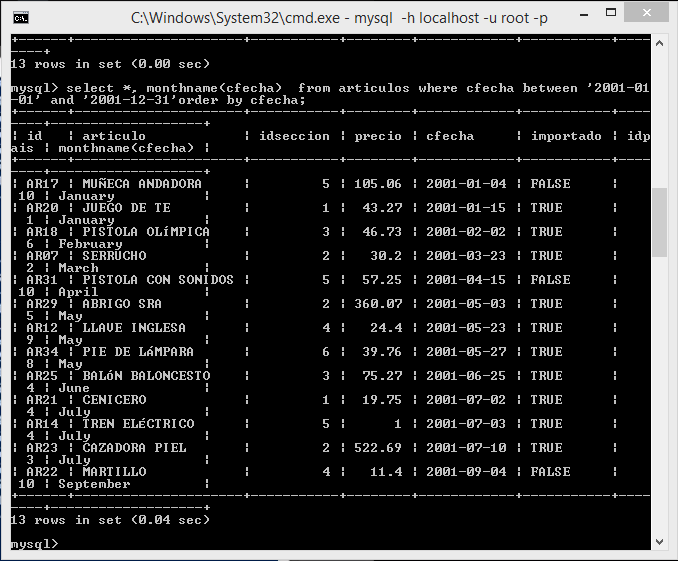 C:\Windows\System32\cmd.exe - mysql -h localhost -u root -p
13 rows in set (0.00 sec)
mysql> select *, monthname(cfecha)  from articulos where cfecha between '2001-01
-01' and '2001-12-31'order by cfecha;
¦ id   ¦ articulo             ¦ idseccion ¦ precio ¦ cfecha     ¦ importado ¦ idp
ais ¦ monthname(cfecha) ¦
¦ AR17 ¦ MUÑECA ANDADORA      ¦         5 ¦ 105.06 ¦ 2001-01-04 ¦ FALSE     ¦
 10 ¦ January           ¦
¦ AR20 ¦ JUEGO DE TE          ¦         1 ¦  43.27 ¦ 2001-01-15 ¦ TRUE      ¦
  1 ¦ January           ¦
¦ AR18 ¦ PISTOLA OLíMPICA     ¦         3 ¦  46.73 ¦ 2001-02-02 ¦ TRUE      ¦
  6 ¦ February          ¦
¦ AR07 ¦ SERRUCHO             ¦         2 ¦   30.2 ¦ 2001-03-23 ¦ TRUE      ¦
  2 ¦ March             ¦
¦ AR31 ¦ PISTOLA CON SONIDOS ¦         5 ¦  57.25 ¦ 2001-04-15 ¦ FALSE     ¦
 10 ¦ April             ¦
¦ AR29 ¦ ABRIGO SRA           ¦         2 ¦ 360.07 ¦ 2001-05-03 ¦ TRUE      ¦
  5 ¦ May               ¦
¦ AR12 ¦ LLAVE INGLESA        ¦         4 ¦   24.4 ¦ 2001-05-23 ¦ TRUE      ¦
  9 ¦ May               ¦
¦ AR34 ¦ PIE DE LáMPARA       ¦         6 ¦  39.76 ¦ 2001-05-27 ¦ TRUE      ¦
  8 ¦ May               ¦
¦ AR25 ¦ BALóN BALONCESTO     ¦         3 ¦  75.27 ¦ 2001-06-25 ¦ TRUE      ¦
  4 ¦ June              ¦
¦ AR21 ¦ CENICERO             ¦         1 ¦  19.75 ¦ 2001-07-02 ¦ TRUE      ¦
  4 ¦ July              ¦
¦ AR14 ¦ TREN ELéCTRICO       ¦         5 ¦      1 ¦ 2001-07-03 ¦ TRUE      ¦
  4 ¦ July              ¦
¦ AR23 ¦ CAZADORA PIEL        ¦         2 ¦ 522.69 ¦ 2001-07-10 ¦ TRUE      ¦
  3 ¦ July              ¦
¦ AR22 ¦ MARTILLO             ¦         4 ¦   11.4 ¦ 2001-09-04 ¦ FALSE     ¦
 10 ¦ September         ¦
13 rows in set (0.04 sec)
mysql>